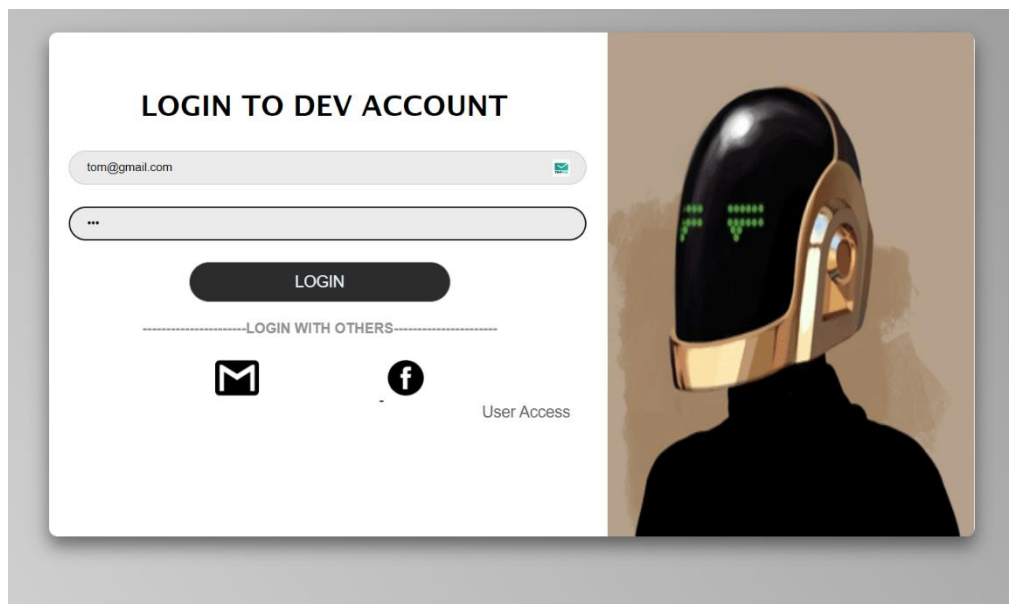 LOGIN TO DEV ACCOUNT
tom@gmail.com
•••
LOGIN
----------------------LOGIN WITH OTHERS----------------------
User Access